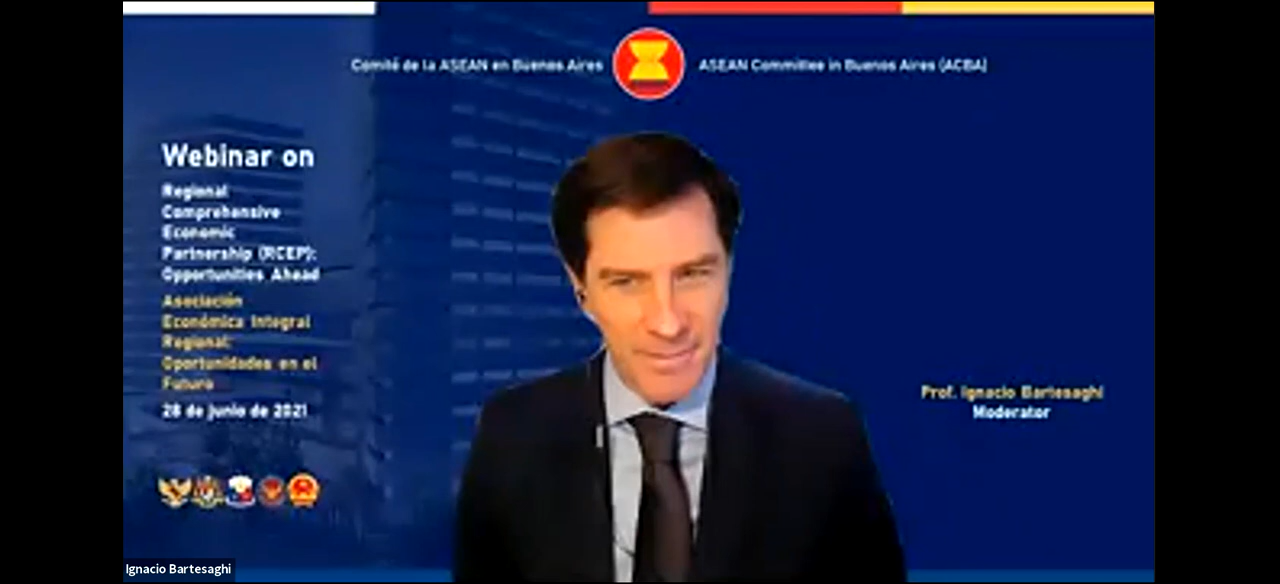 Comité de la ASEAN en Buenos Aires
ASEAN Committee in Buenos Aires (ACBA)
Webinar on
Regional
Comprehensive
Economic
Partnership (RCEP):
Opportunities Ahead
Asociación
Económica Integral
Regional:
Oportunidades en el
Futuro
28 de junio de 2021
Prof. Ignacio Bartesaghi
Moderator
Ignacio Bartesaghi